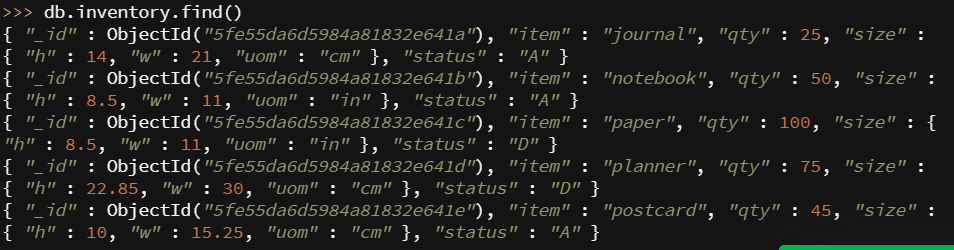 >>> db.inventory.find()
{ "_id" : ObjectId("5fe55da6d5984a81832e641a"), "item" : "journal", "qty" : 25, "size" :
{ "h" : 14, "w" : 21, "uom" : "cm" }, "status" : "A" }
{ "_id" : ObjectId("5fe55da6d5984a81832e641b"), "item" : "notebook", "qty" : 50, "size" :
{ "h" : 8.5, "w" : 11, "uom" : "in" }, "status" : "A" }
{ "_id" : ObjectId("5fe55da6d5984a81832e641c"), "item" : "paper", "qty" : 100, "size" : {
"h" : 8.5, "w" : 11, "uom" : "in" }, "status" : "D" }
{ "_id" : ObjectId("5fe55da6d5984a81832e641d"), "item" : "planner", "qty" : 75, "size" :
{ "h" : 22.85, "w" : 30, "uom" : "cm" }, "status" : "D" }
{ "_id" : ObjectId("5fe55da6d5984a81832e641e"), "item" : "postcard", "qty" : 45, "size" :
{ "h" : 10, "w" : 15.25, "uom" : "cm" }, "status" : "A" }